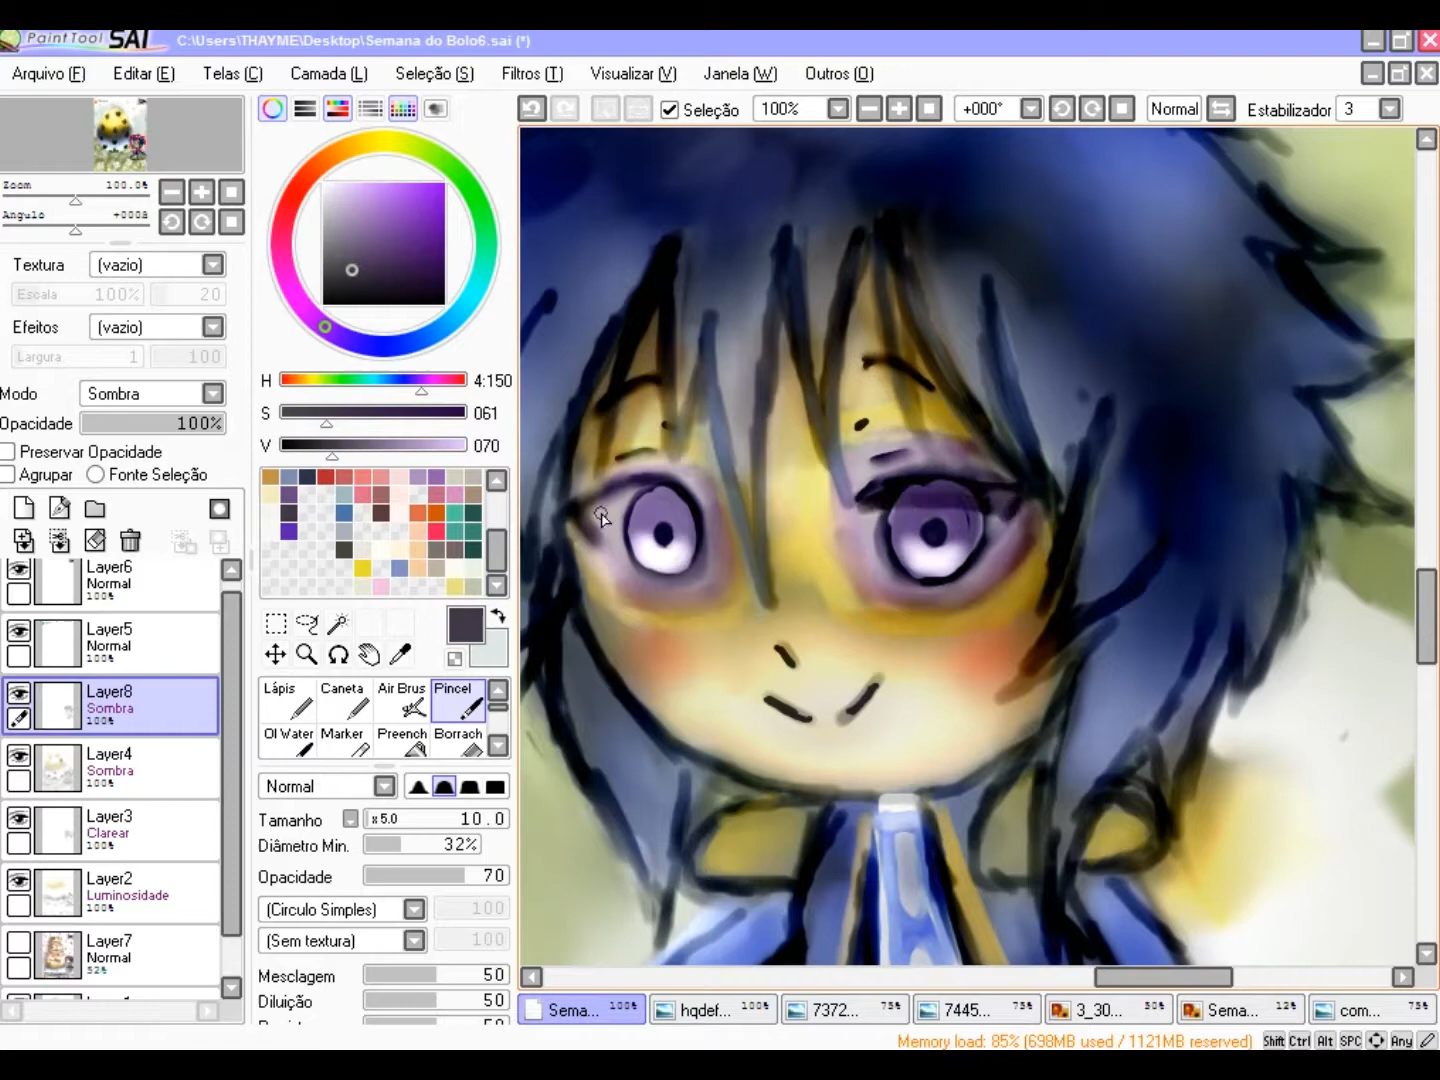 PaintTool SAI C:\Users\THAYME\Desktop\Semana do Bolo6.sai (*)
Arquivo (F) Editar (E) Telas (C) Camada (L) Seleção (S) Filtros (T) Visualizar (V) Janela (W) Outros (O)
Seleção 100% +000° Normal Estabilizador 3
Zoom 100.0%
Angulo +000a
Textura (vazio)
Escala 100% 20
Efeitos (vazio)
Largura 1 100
Modo Sombra
Opacidade 100%
Preservar Opacidade
Agrupar Fonte Seleção
Layer6
Normal
100%
Layer5
Normal
100%
Layer8
Sombra
100%
Layer4
Sombra
100%
Layer3
Clarear
100%
Layer2
Luminosidade
100%
Layer7
Normal
52%
H 4:150
S 061
V 070
Lápis Caneta Air Brus Pincel
Ol Water Marker Preench Borrach
Normal
Tamanho x 5.0 10.0
Diâmetro Min. 32%
Opacidade 70
(Circulo Simples) 100
(Sem textura) 100
Mesclagem 50
Diluição 50
Sema... 100% hqdef... 100% 7372... 75% 7445... 75% 3_30... 50% Sema... 12% com... 75%
Memory load: 85% (698MB used / 1121MB reserved) Shift Ctrl Alt SPC Any